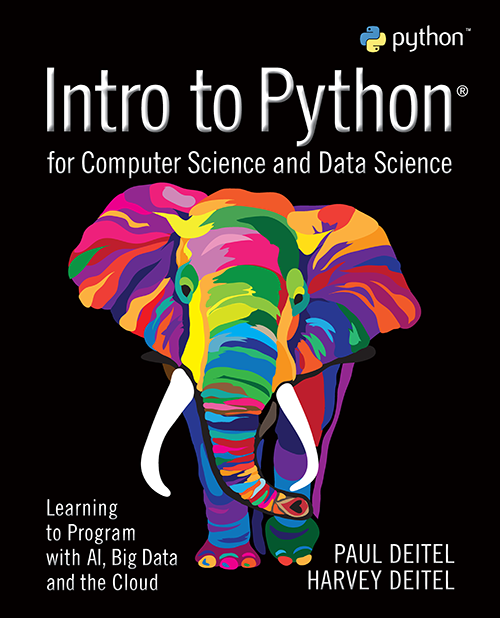 python™
Intro to Python®
for Computer Science and Data Science
Learning
to Program
with AI, Big Data
and the Cloud
PAUL DEITEL
HARVEY DEITEL